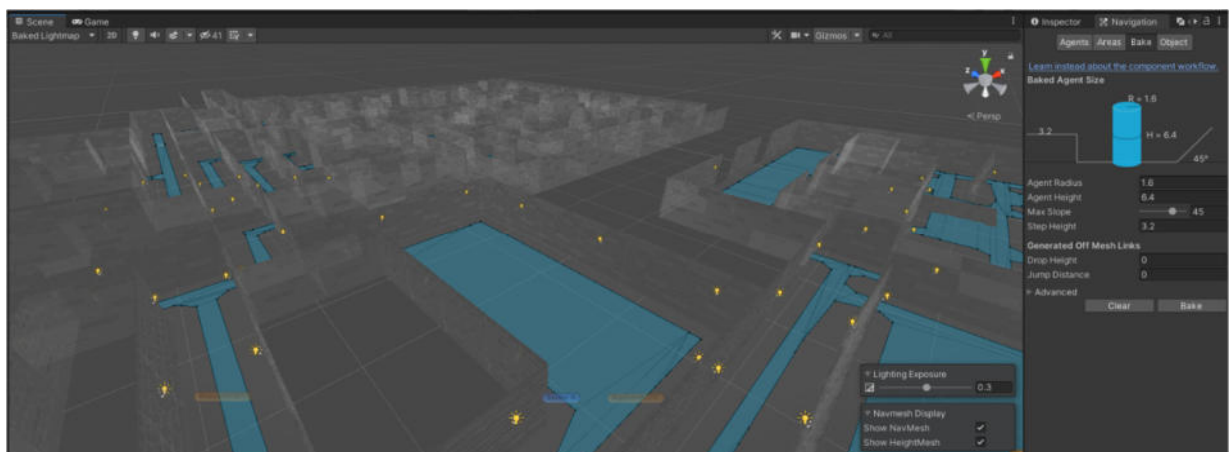 Scene Game
Baked Lightmap 2D 41 Gizmos All
y
z x
Persp
Lighting Exposure
0.3
Navmesh Display
Show NavMesh
Show HeightMesh
Inspector Navigation
Agents Areas Bake Object
Learn instead about the component workflow.
Baked Agent Size
R = 1.6
3.2 H = 6.4
45°
Agent Radius 1.6
Agent Height 6.4
Max Slope 45
Step Height 3.2
Generated Off Mesh Links
Drop Height 0
Jump Distance 0
Advanced
Clear Bake